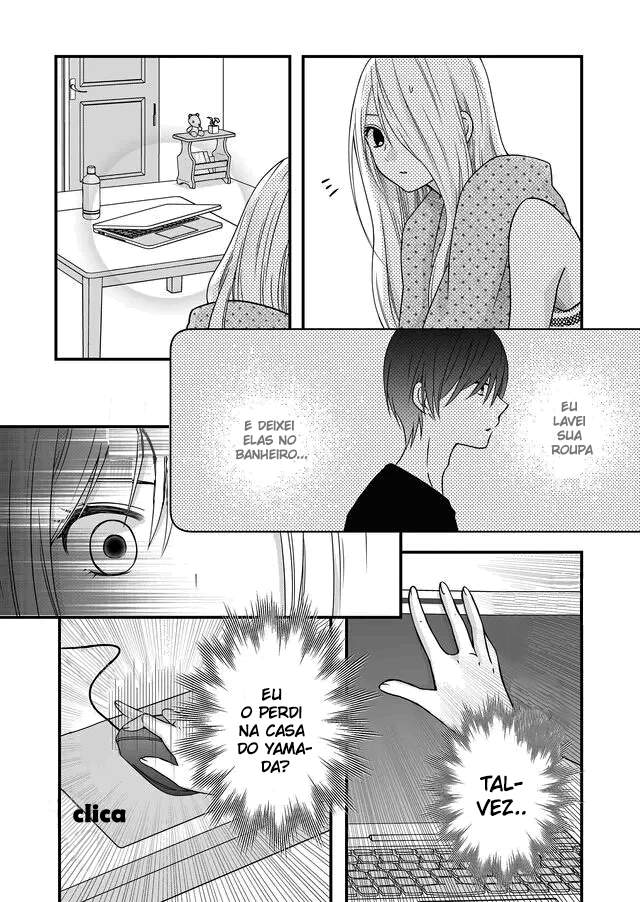 EU
LAVEI
SUA
ROUPA
E DEIXEI
ELAS NO
BANHEIRO...
TAL-
VEZ..
EU
O PERDI
NA CASA
DO YAMA-
DA?
clica